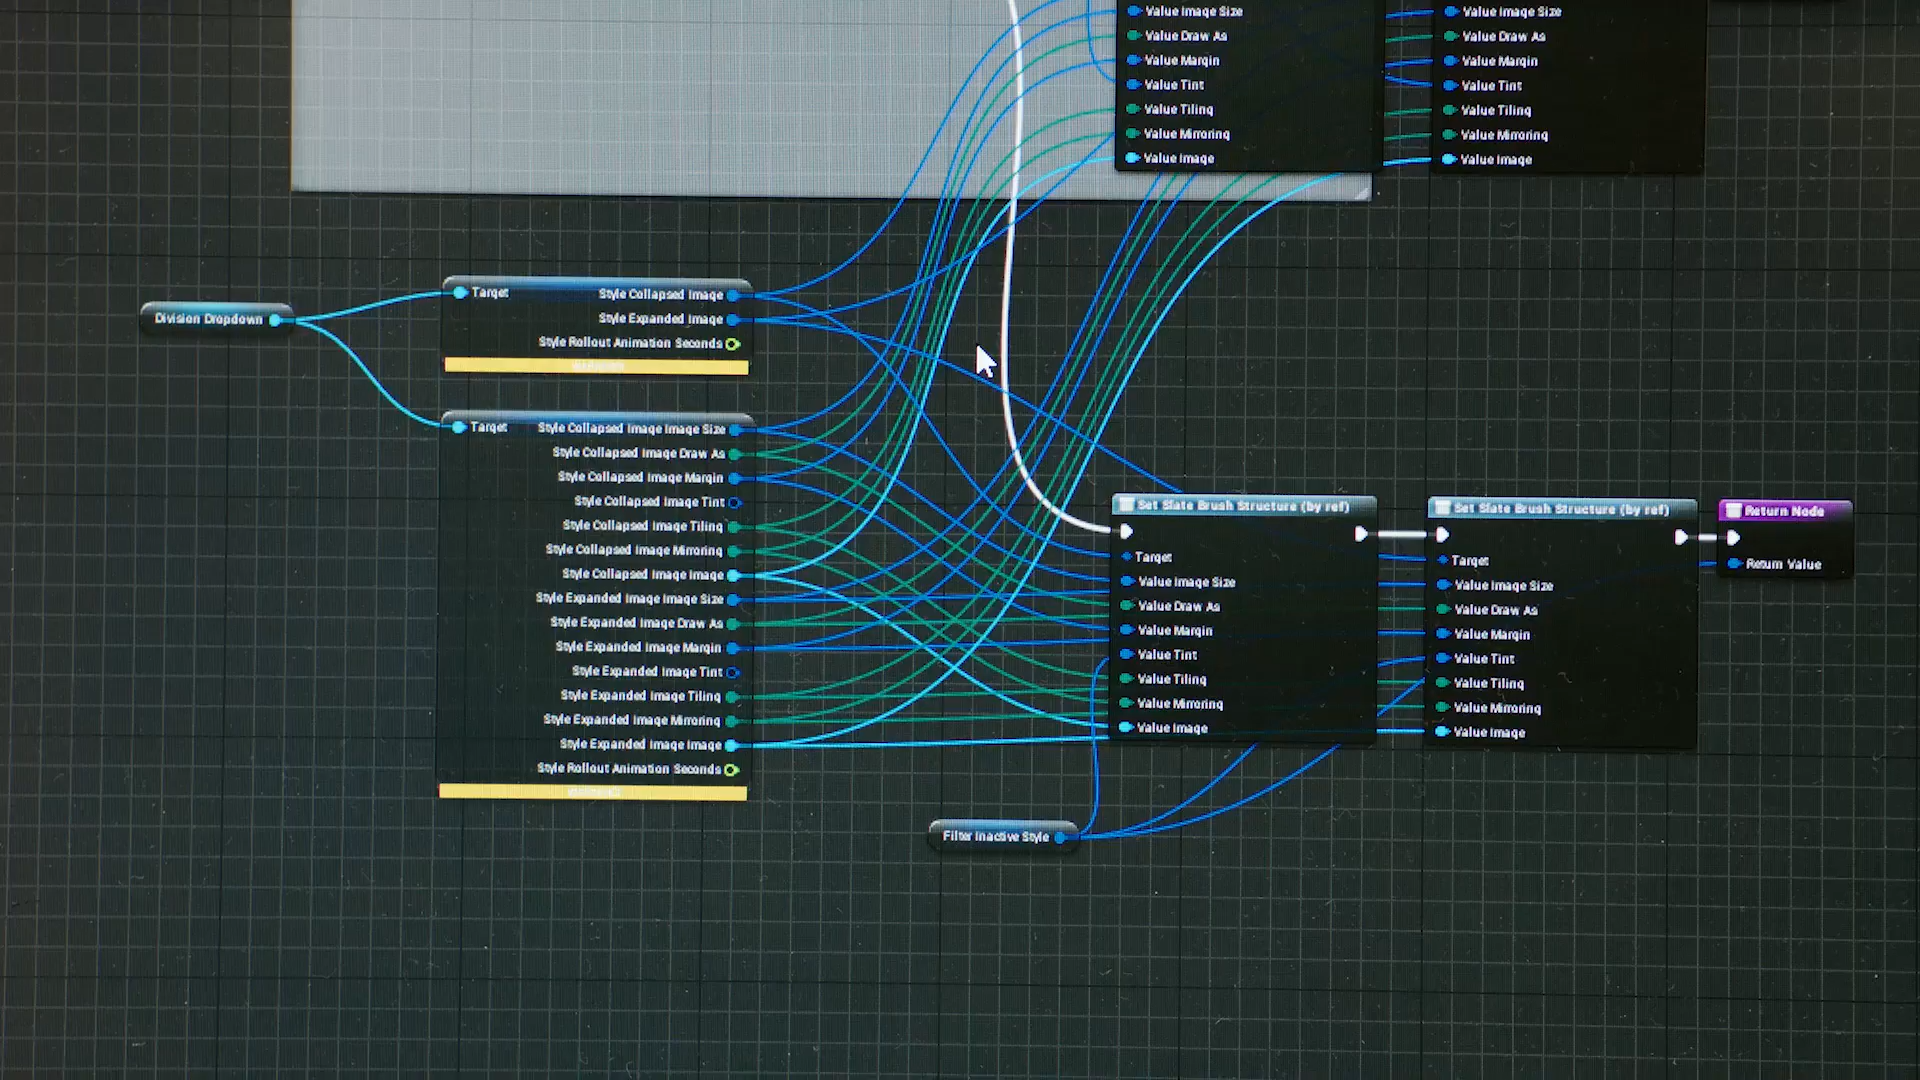 Value Image Size
Value Draw As
Value Margin
Value Tint
Value Tiling
Value Mirroring
Value Image
Value Image Size
Value Draw As
Value Margin
Value Tint
Value Tiling
Value Mirroring
Value Image
Division Dropdown
Target
Style Collapsed Image
Style Expanded Image
Style Rollout Animation Seconds
Target
Style Collapsed Image Image Size
Style Collapsed Image Draw As
Style Collapsed Image Margin
Style Collapsed Image Tint
Style Collapsed Image Tiling
Style Collapsed Image Mirroring
Style Collapsed Image Image
Style Expanded Image Image Size
Style Expanded Image Draw As
Style Expanded Image Margin
Style Expanded Image Tint
Style Expanded Image Tiling
Style Expanded Image Mirroring
Style Expanded Image Image
Style Rollout Animation Seconds
Set Slate Brush Structure (by ref)
Target
Value Image Size
Value Draw As
Value Margin
Value Tint
Value Tiling
Value Mirroring
Value Image
Set Slate Brush Structure (by ref)
Target
Value Image Size
Value Draw As
Value Margin
Value Tint
Value Tiling
Value Mirroring
Value Image
Return Node
Return Value
Filter Inactive Style